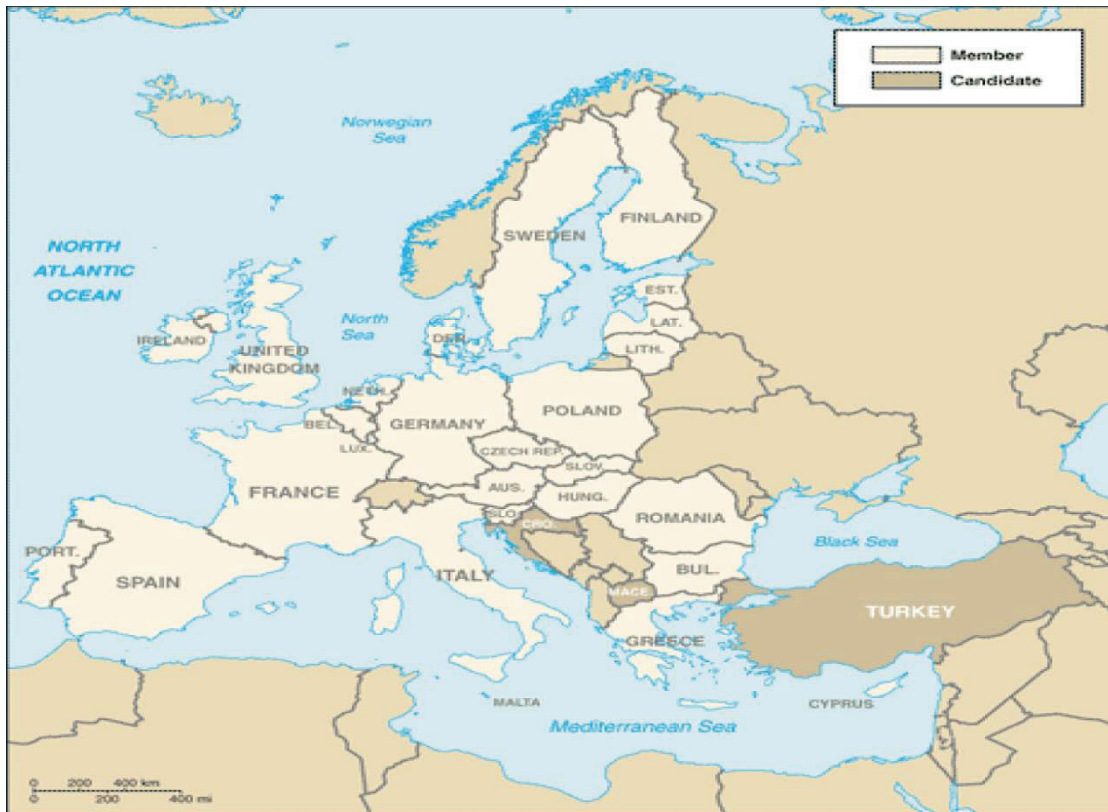 Member
Candidate
Norwegian
Sea
FINLAND
SWEDEN
NORTH
ATLANTIC
OCEAN
EST.
North
Sea
LAT.
IRELAND
DEN.
LITH.
UNITED
KINGDOM
NETH.
POLAND
BEL.
GERMANY
LUX.
CZECH REP.
SLOV.
FRANCE
AUS.
HUNG.
SLO.
CRO.
ROMANIA
Black Sea
PORT.
SPAIN
ITALY
BUL.
MACE.
TURKEY
GREECE
MALTA
CYPRUS
Mediterranean Sea
0 200 400 km
0 200 400 mi